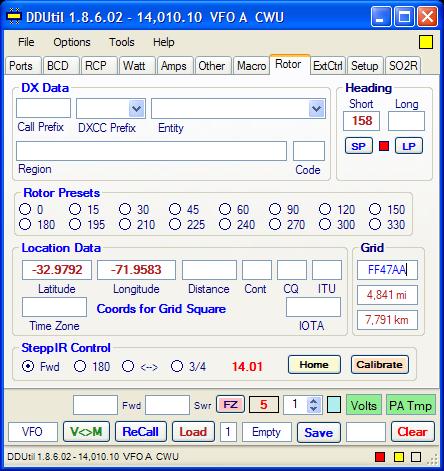 DDUtil 1.8.6.02 - 14,010.10 VFO A CWU
File Options Tools Help
Ports BCD RCP Watt Amps Other Macro Rotor ExtCtrl Setup SO2R
DX Data
Call Prefix DXCC Prefix Entity
Region Code
Heading
Short Long
158
SP LP
Rotor Presets
0 15 30 45 60 90 120 150
180 195 210 225 240 270 300 330
Location Data
-32.9792 -71.9583
Latitude Longitude Distance Cont CQ ITU
Coords for Grid Square
Time Zone IOTA
Grid
FF47AA
4,841 mi
7,791 km
SteppIR Control
Fwd 180 <--> 3/4 14.01 Home Calibrate
Fwd Swr FZ 5 1 Volts PA Tmp
VFO V<>M ReCall Load 1 Empty Save Clear
DDUtil 1.8.6.02 - 14,010.10 VFO A CWU